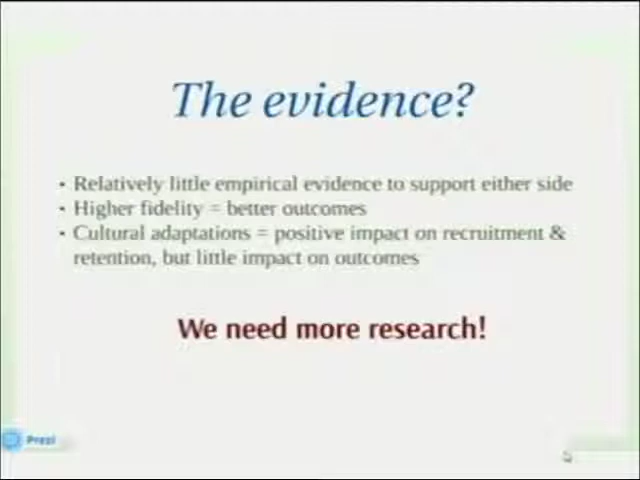 The evidence?
• Relatively little empirical evidence to support either side
• Higher fidelity = better outcomes
• Cultural adaptations = positive impact on recruitment &
retention, but little impact on outcomes
We need more research!
Prezi